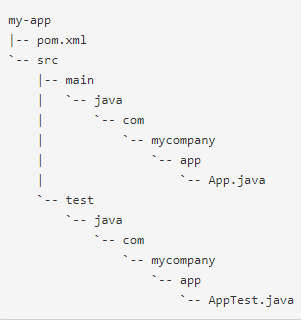 my-app
|-- pom.xml
`-- src
    |-- main
    |   `-- java
    |       `-- com
    |           `-- mycompany
    |               `-- app
    |                   `-- App.java
    `-- test
        `-- java
            `-- com
                `-- mycompany
                    `-- app
                        `-- AppTest.java